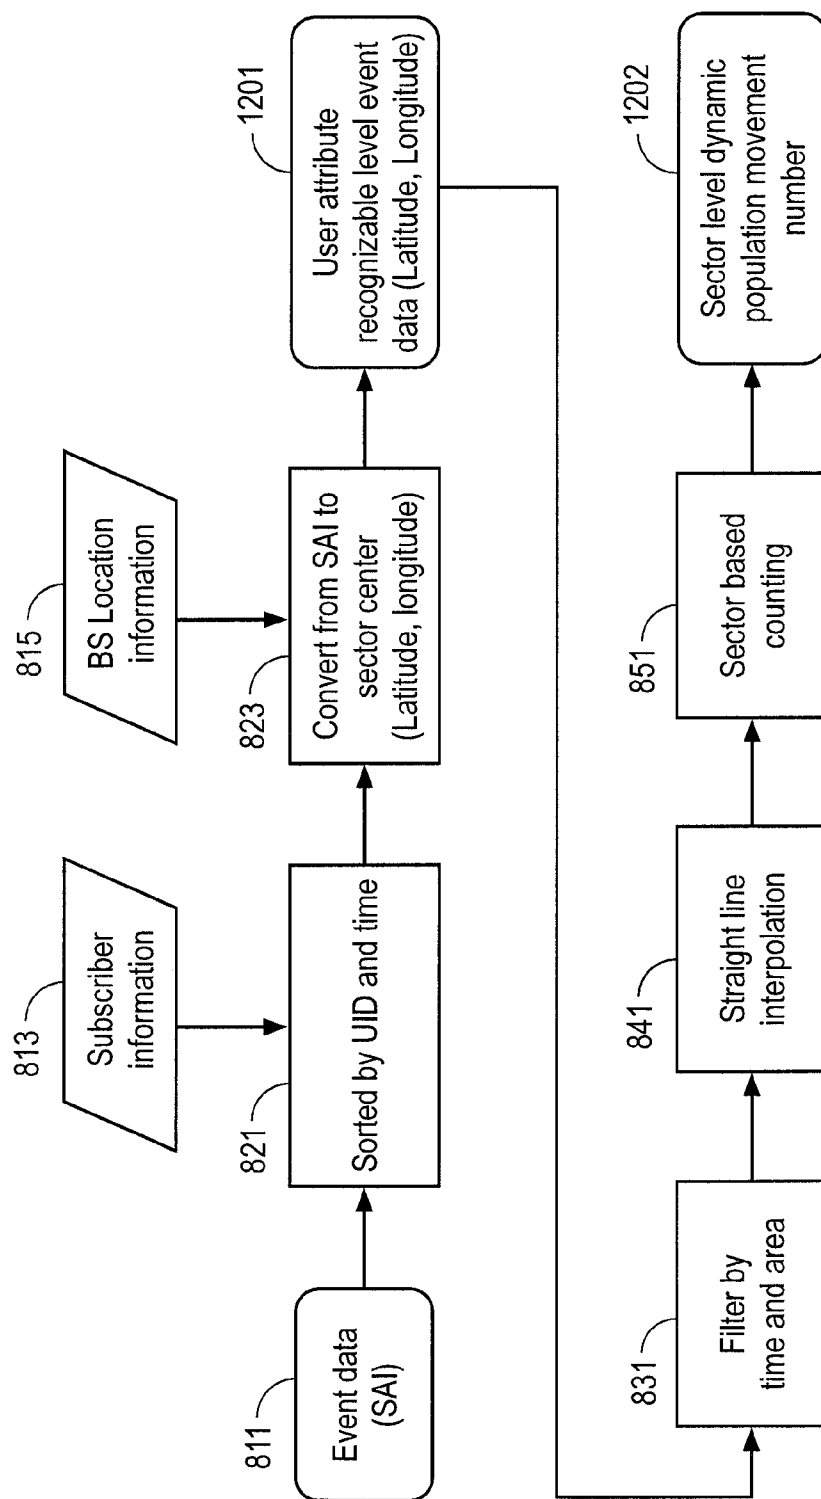 813
Subscriber
information
815
BS Location
information
811
Event data
(SAI)
821
Sorted by UID and time
823
Convert from SAI to
sector center
(Latitude, longitude)
1201
User attribute
recognizable level event
data (Latitude, Longitude)
831
Filter by
time and area
841
Straight line
interpolation
851
Sector based
counting
1202
Sector level dynamic
population movement
number